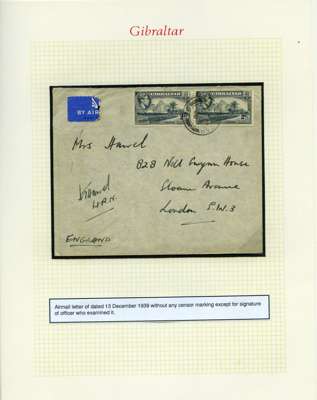 Gibraltar
BY AIR
GIBRALTAR GIBRALTAR
Mrs Hamel
828 Nell Gwynn House
Sloane Avenue
London S.W.3
ENGLAND
Airmail letter of dated 13 December 1939 without any censor marking except for signature
of officer who examined it.